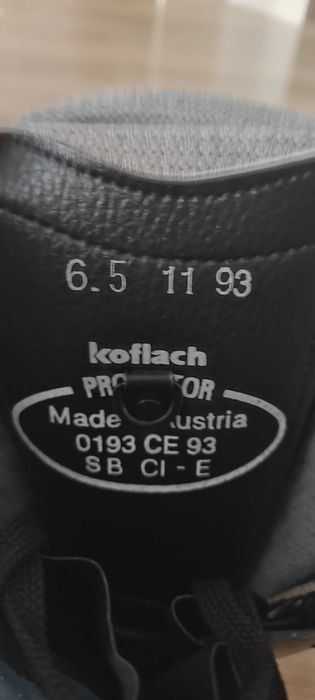 6.5 11 93
koflach
Made
0193 CE 93
SB CI-E